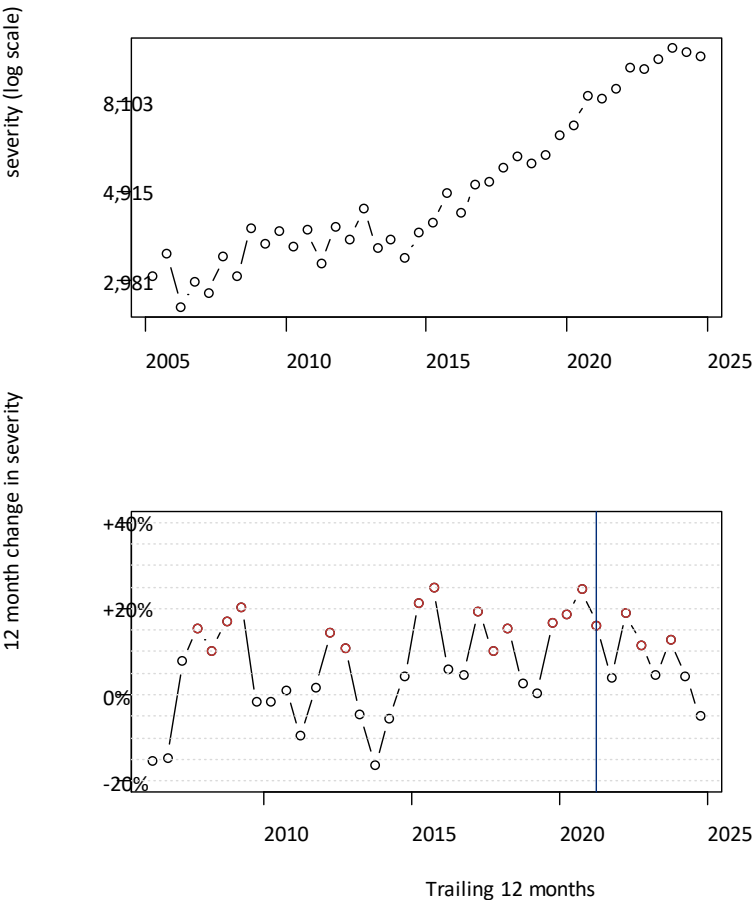 severity (log scale)
8,103
4,915
2,981
2005 2010 2015 2020 2025
12 month change in severity
+40%
+20%
0%
-20%
2010 2015 2020 2025
Trailing 12 months